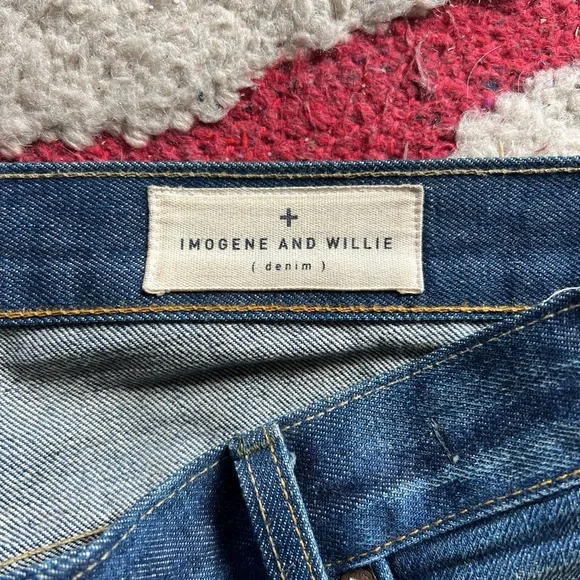 +
IMOGENE AND WILLIE
( denim )